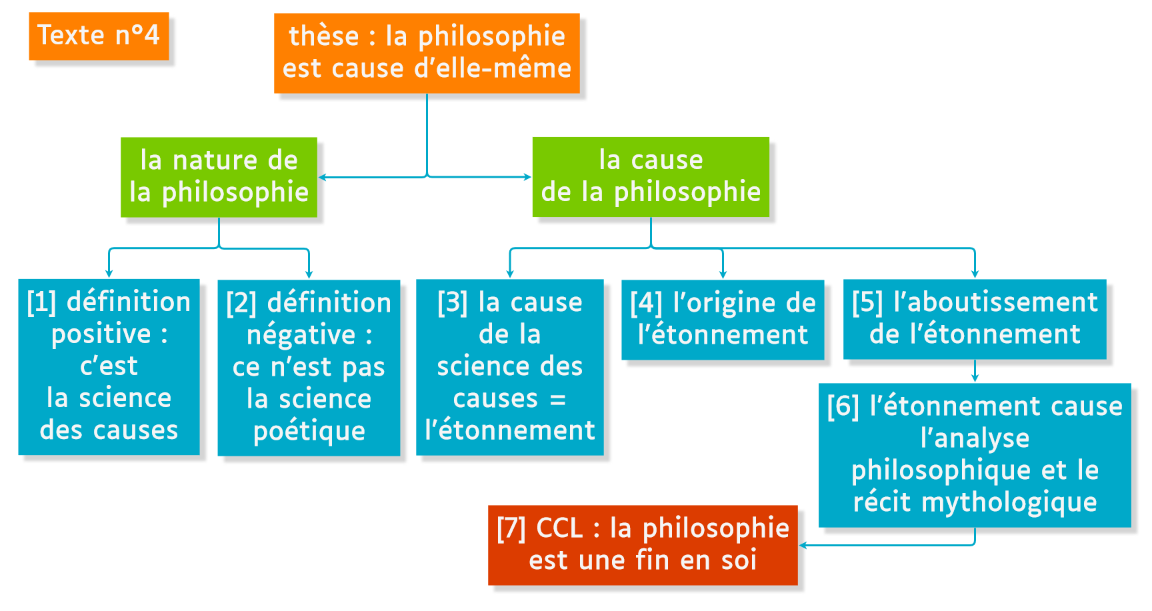 Texte n°4
thèse : la philosophie
est cause d'elle-même
la nature de
la philosophie
la cause
de la philosophie
[1] définition
positive :
c'est
la science
des causes
[2] définition
négative :
ce n'est pas
la science
poétique
[3] la cause
de la
science des
causes =
l'étonnement
[4] l'origine de
l'étonnement
[5] l'aboutissement
de l'étonnement
[6] l'étonnement cause
l'analyse
philosophique et le
récit mythologique
[7] CCL : la philosophie
est une fin en soi